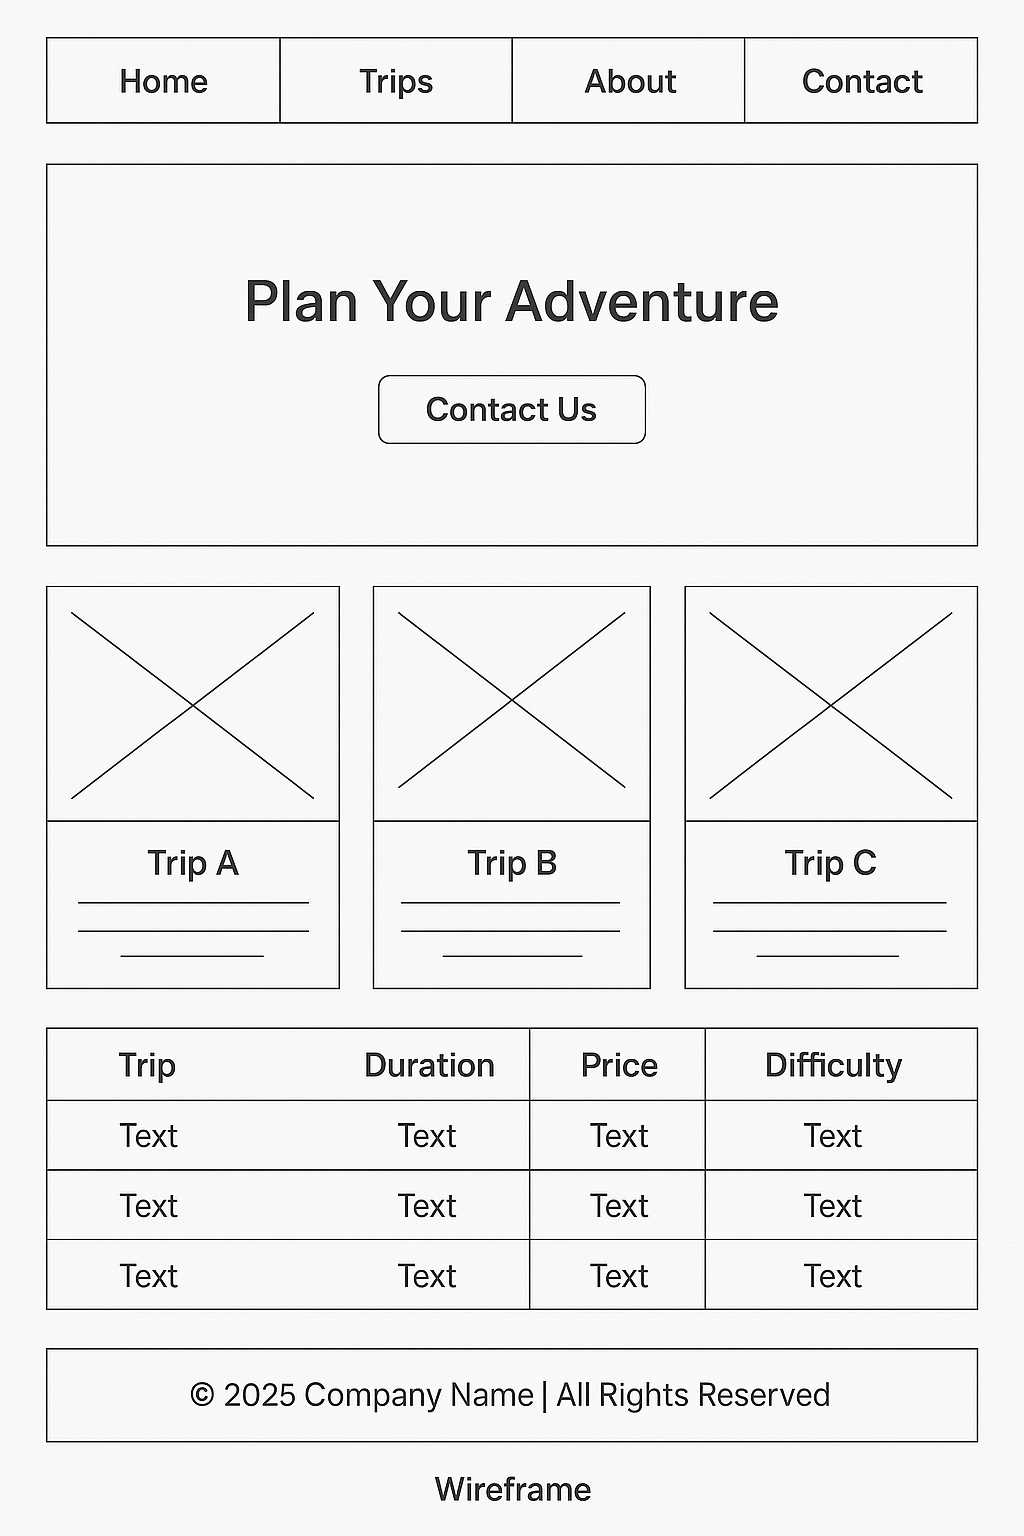 Home Trips About Contact
Plan Your Adventure
Contact Us
Trip A Trip B Trip C
Trip Duration Price Difficulty
Text Text Text Text
Text Text Text Text
Text Text Text Text
© 2025 Company Name | All Rights Reserved
Wireframe